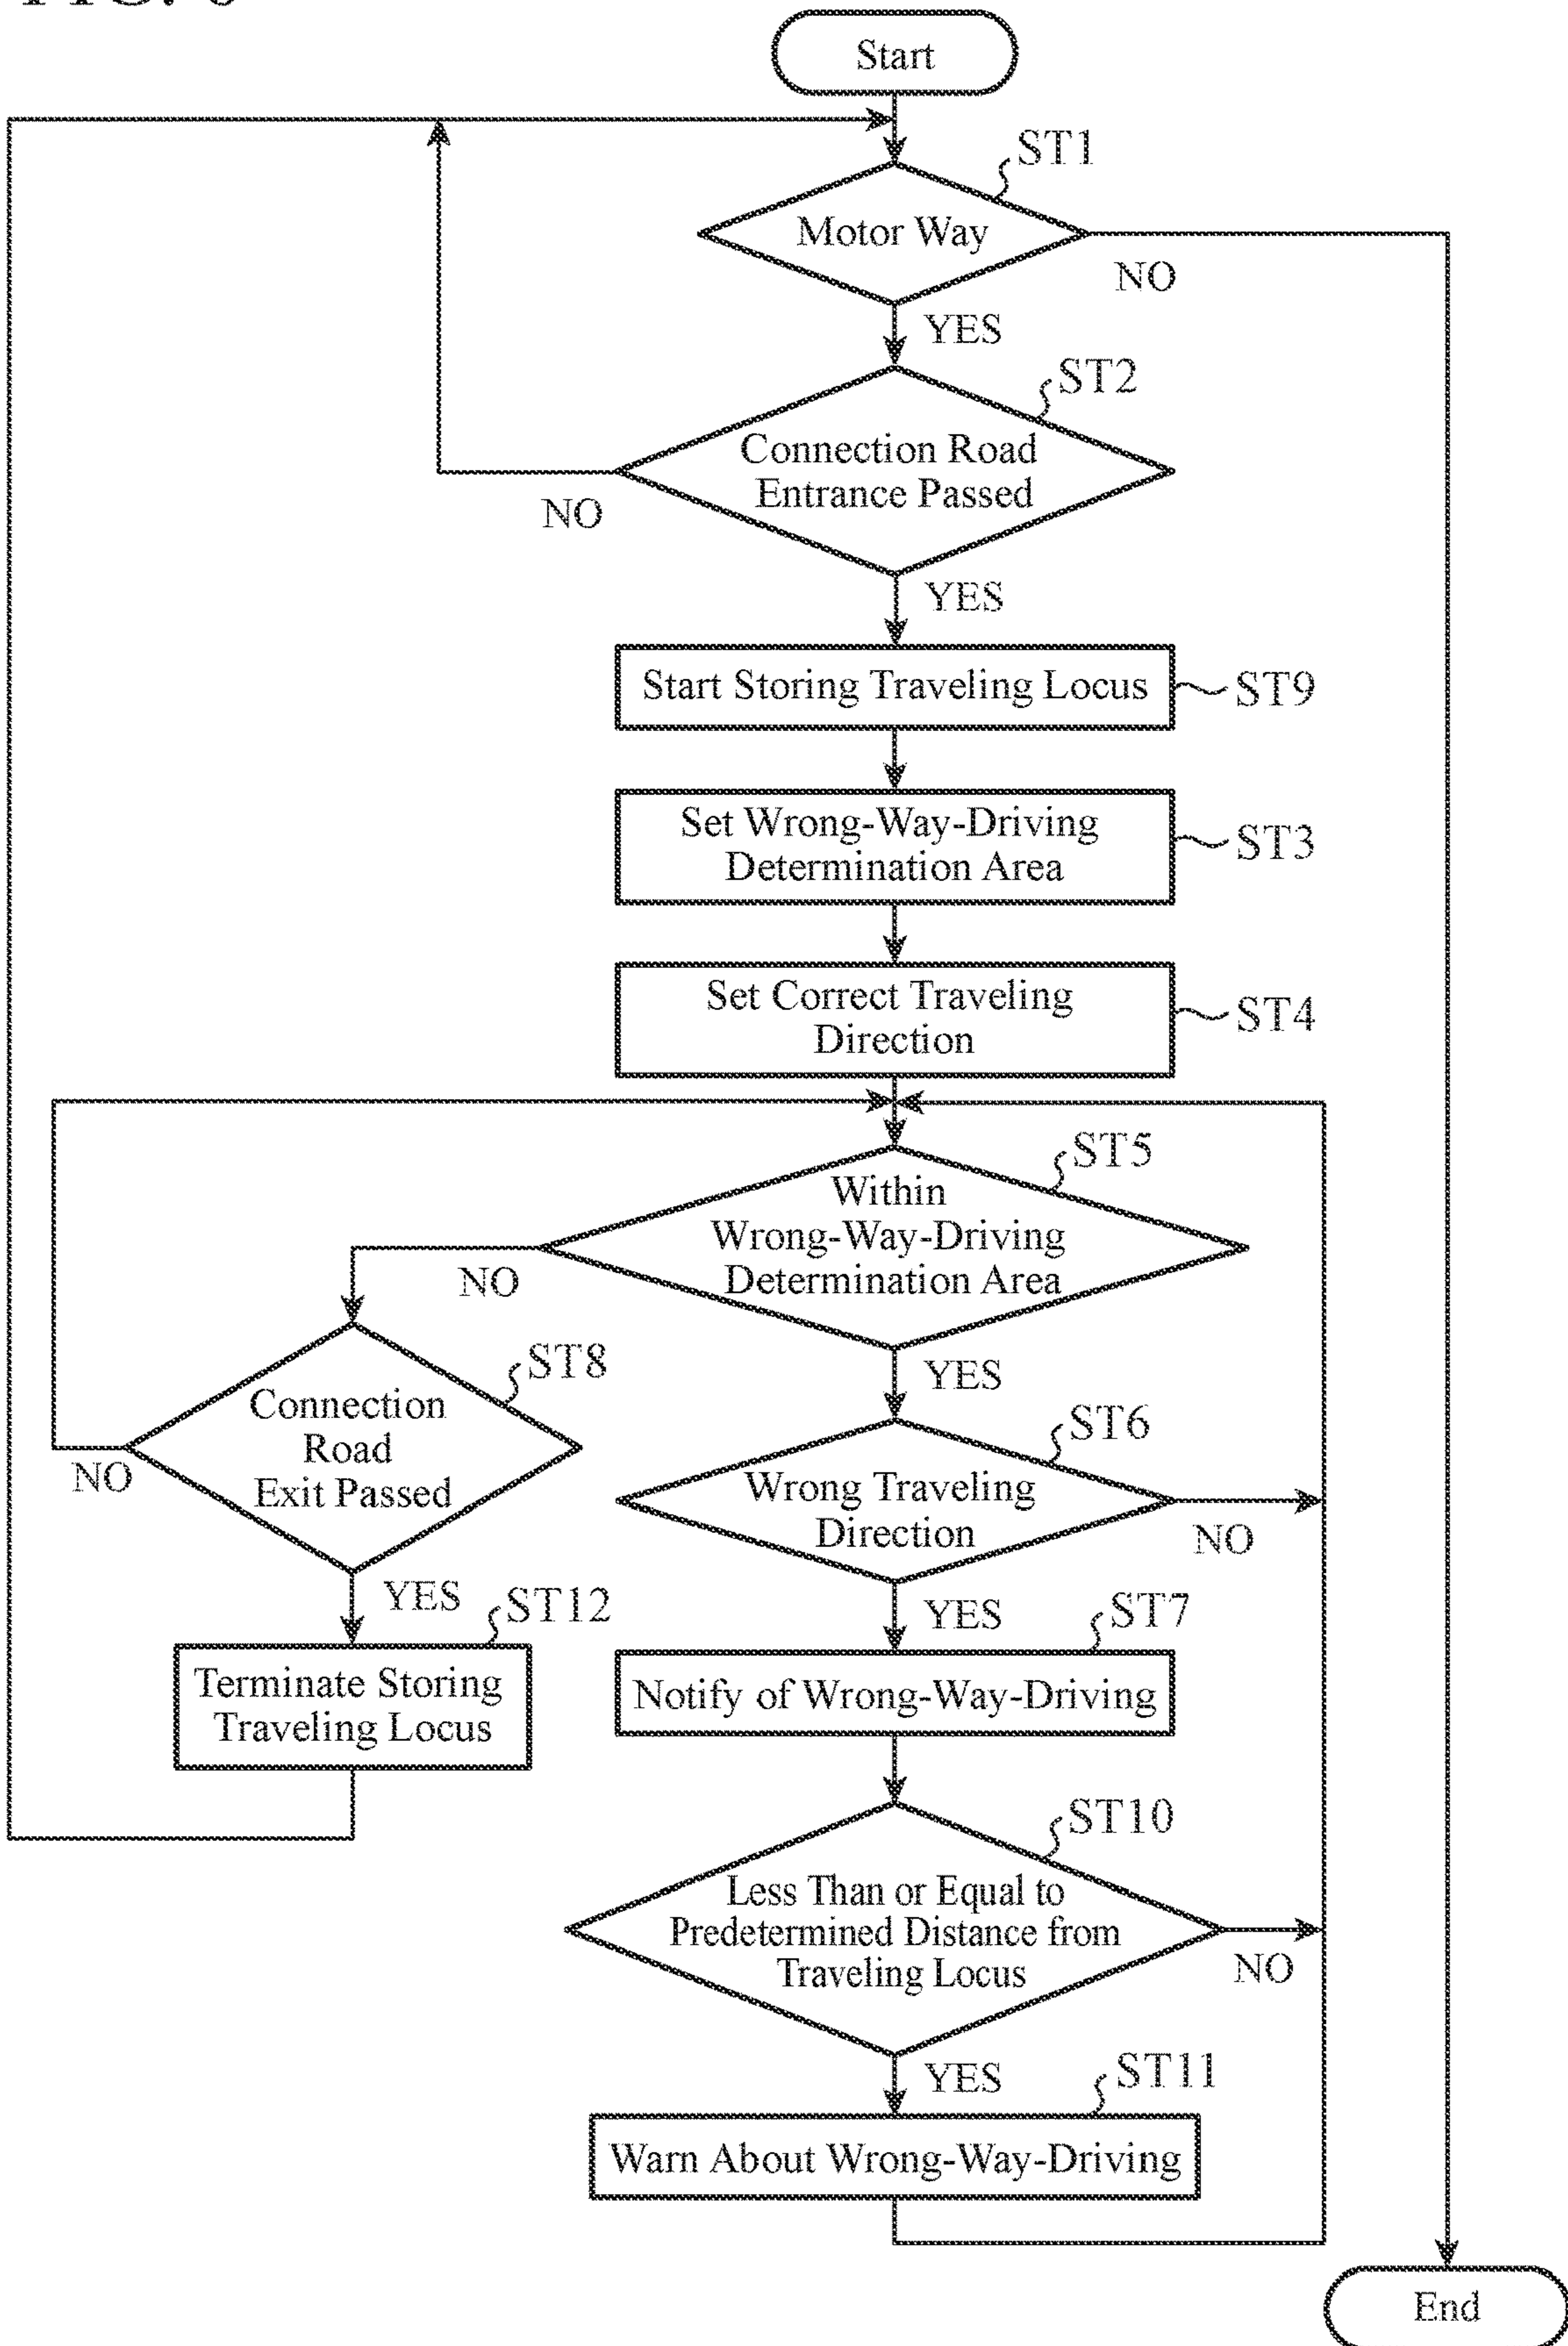 Start
ST1
Motor Way
NO
YES
ST2
Connection Road
Entrance Passed
NO
YES
Start Storing Traveling Locus
ST9
Set Wrong-Way-Driving
Determination Area
ST3
Set Correct Traveling
Direction
ST4
ST5
Within
Wrong-Way-Driving
Determination Area
NO
YES
ST8
Connection
Road
Exit Passed
NO
YES
ST6
Wrong Traveling
Direction
NO
YES
ST12
Terminate Storing
Traveling Locus
ST7
Notify of Wrong-Way-Driving
ST10
Less Than or Equal to
Predetermined Distance from
Traveling Locus
NO
YES
ST11
Warn About Wrong-Way-Driving
End